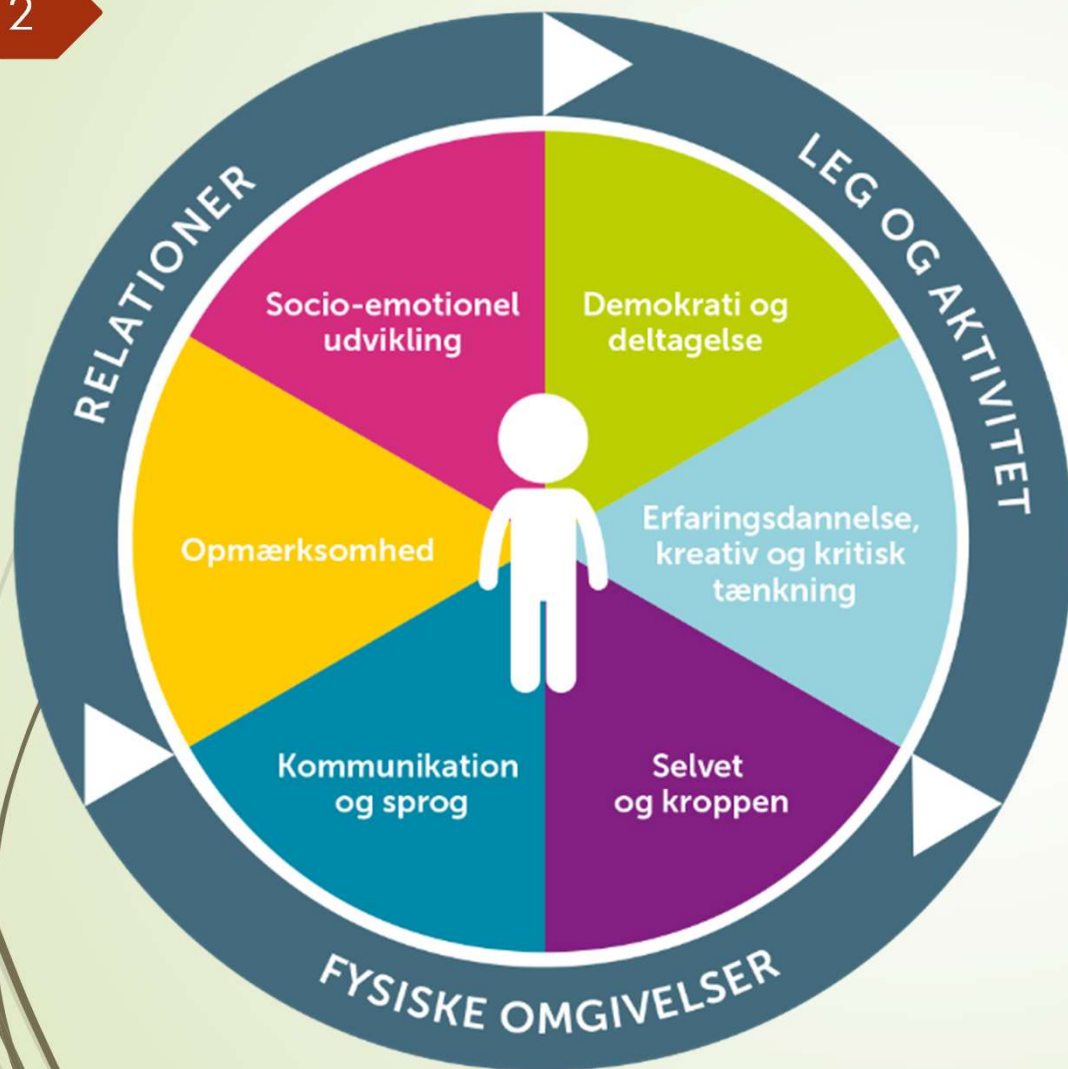 2
RELATIONER
LEG OG AKTIVITET
Socio-emotionel
udvikling
Demokrati og
deltagelse
Opmærksomhed
Erfaringsdannelse,
kreativ og kritisk
tænkning
Kommunikation
og sprog
Selvet
og kroppen
FYSISKE OMGIVELSER